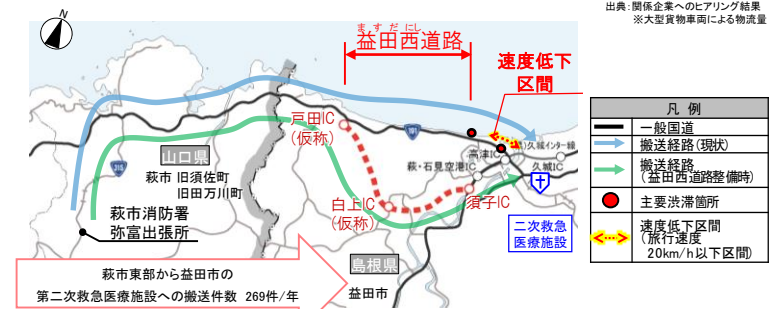 出典:関係企業へのヒアリング結果
※大型貨物車両による物流量
ますだにし
益田西道路
速度低下
区間
戸田IC
(仮称)
191
久城インター線
高津IC
萩・石見空港IC
久城IC
山口県
萩市 旧須佐町
旧田万川町
315
白上IC
(仮称)
須子IC
萩市消防署
弥富出張所
二次救急
医療施設
島根県
益田市
萩市東部から益田市の
第二次救急医療施設への搬送件数 269件/年
凡 例
一般国道
搬送経路(現状)
搬送経路
(益田西道路整備時)
主要渋滞箇所
速度低下区間
(旅行速度
20km/h以下区間)